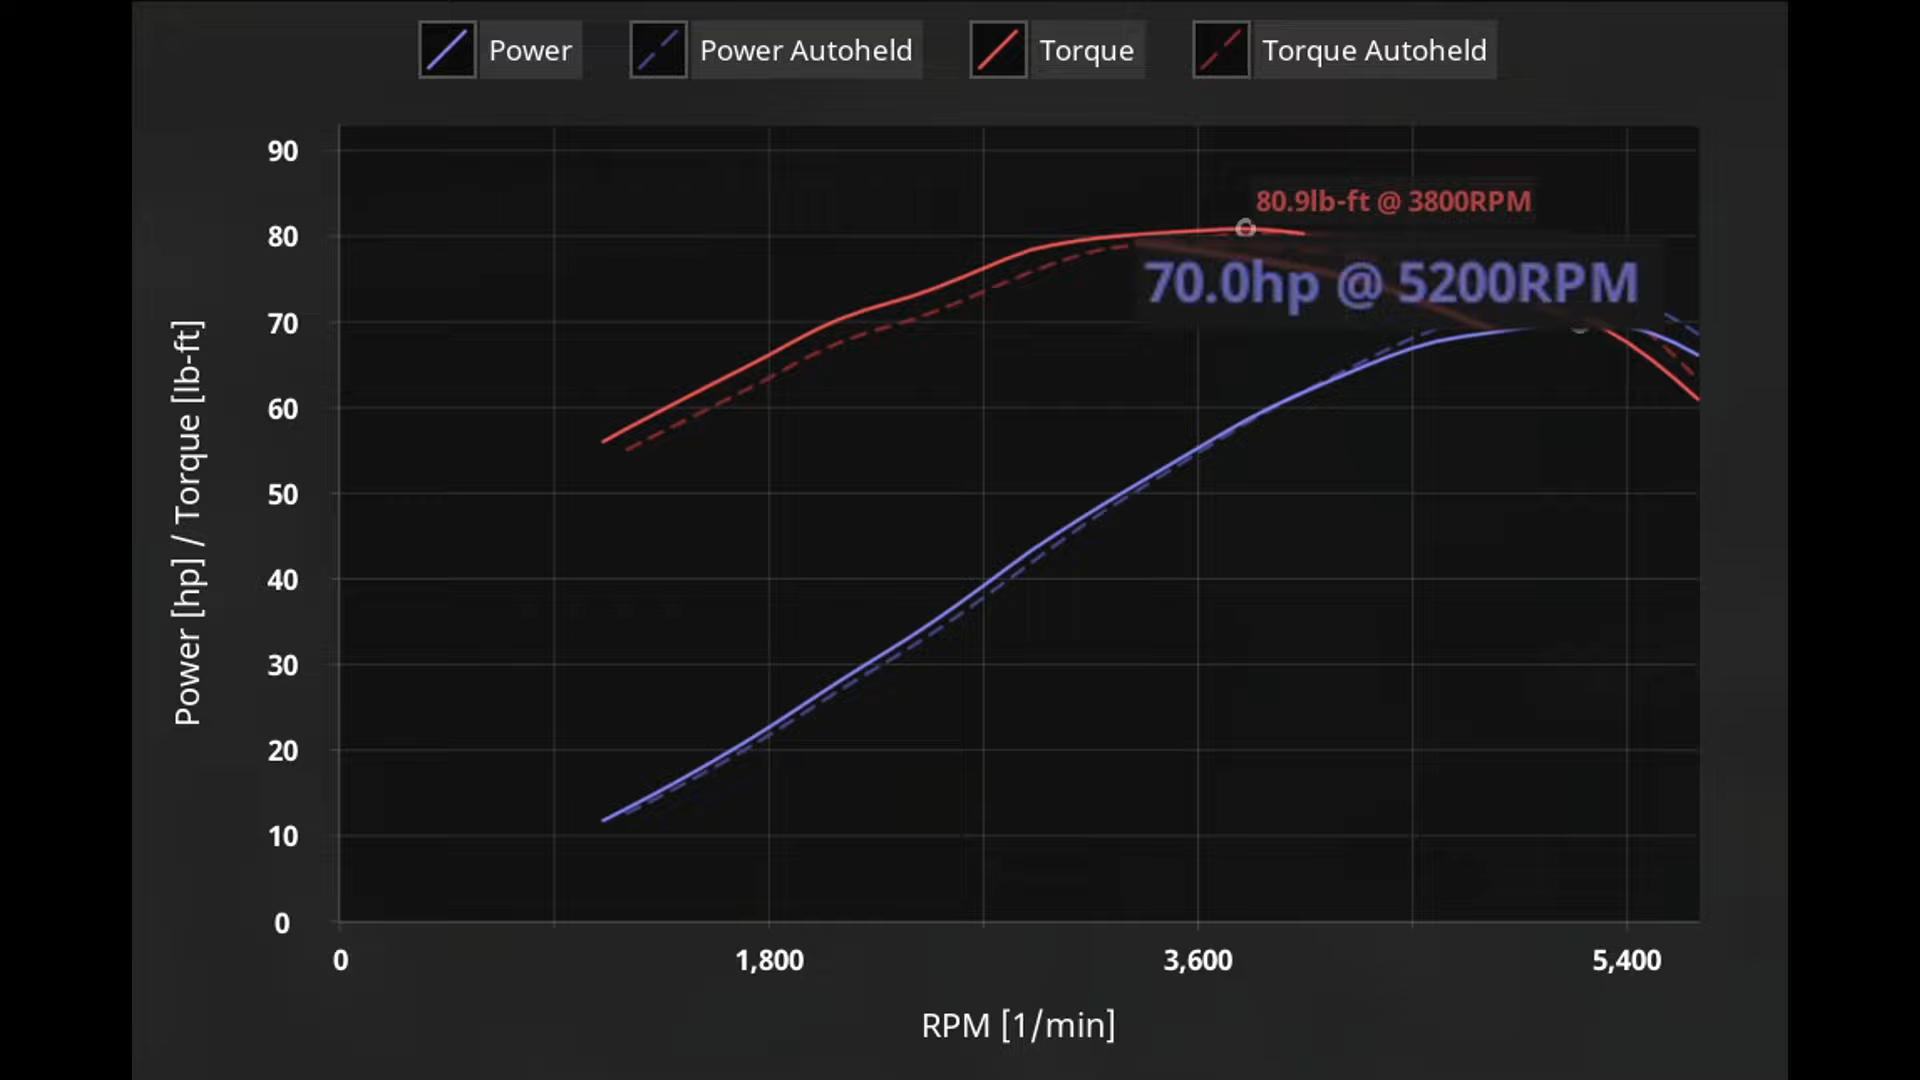 Power
Power Autoheld
Torque
Torque Autoheld
90
80
70
60
50
40
30
20
10
0
80.9lb-ft @ 3800RPM
70.0hp @ 5200RPM
Power [hp] / Torque [lb-ft]
0
1,800
3,600
5,400
RPM [1/min]